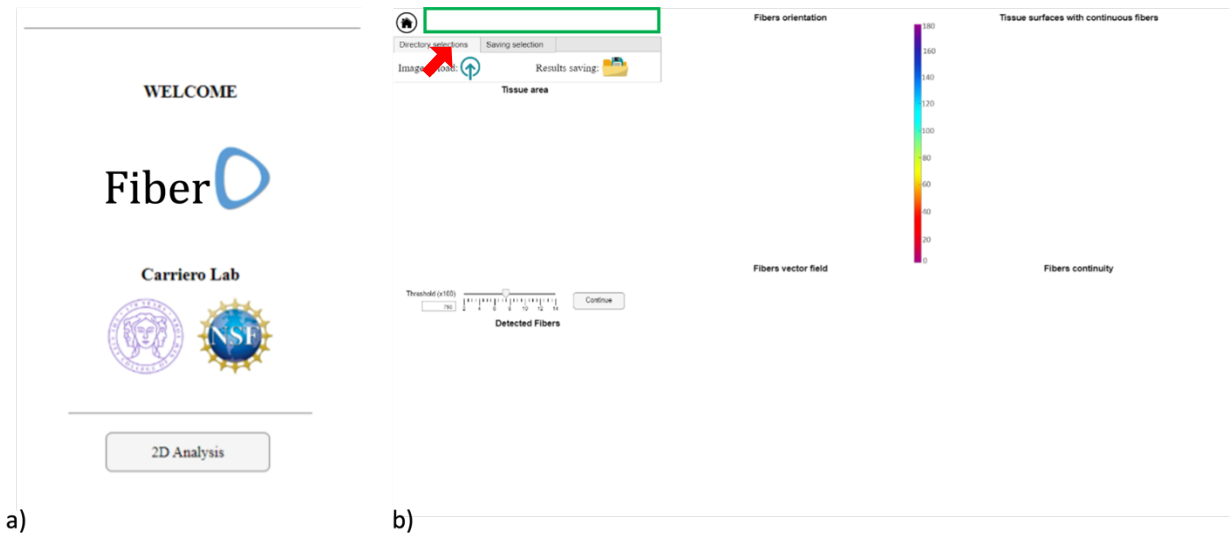 WELCOME
Fiber
Carriero Lab
NSF
2D Analysis
a)
Directory selections
Saving selection
Results saving:
Tissue area
Threshold (x100)
2 4 6 8 10 12 14
Continue
Detected Fibers
Fibers orientation
180
160
140
120
100
80
60
40
20
0
Tissue surfaces with continuous fibers
Fibers vector field
Fibers continuity
b)